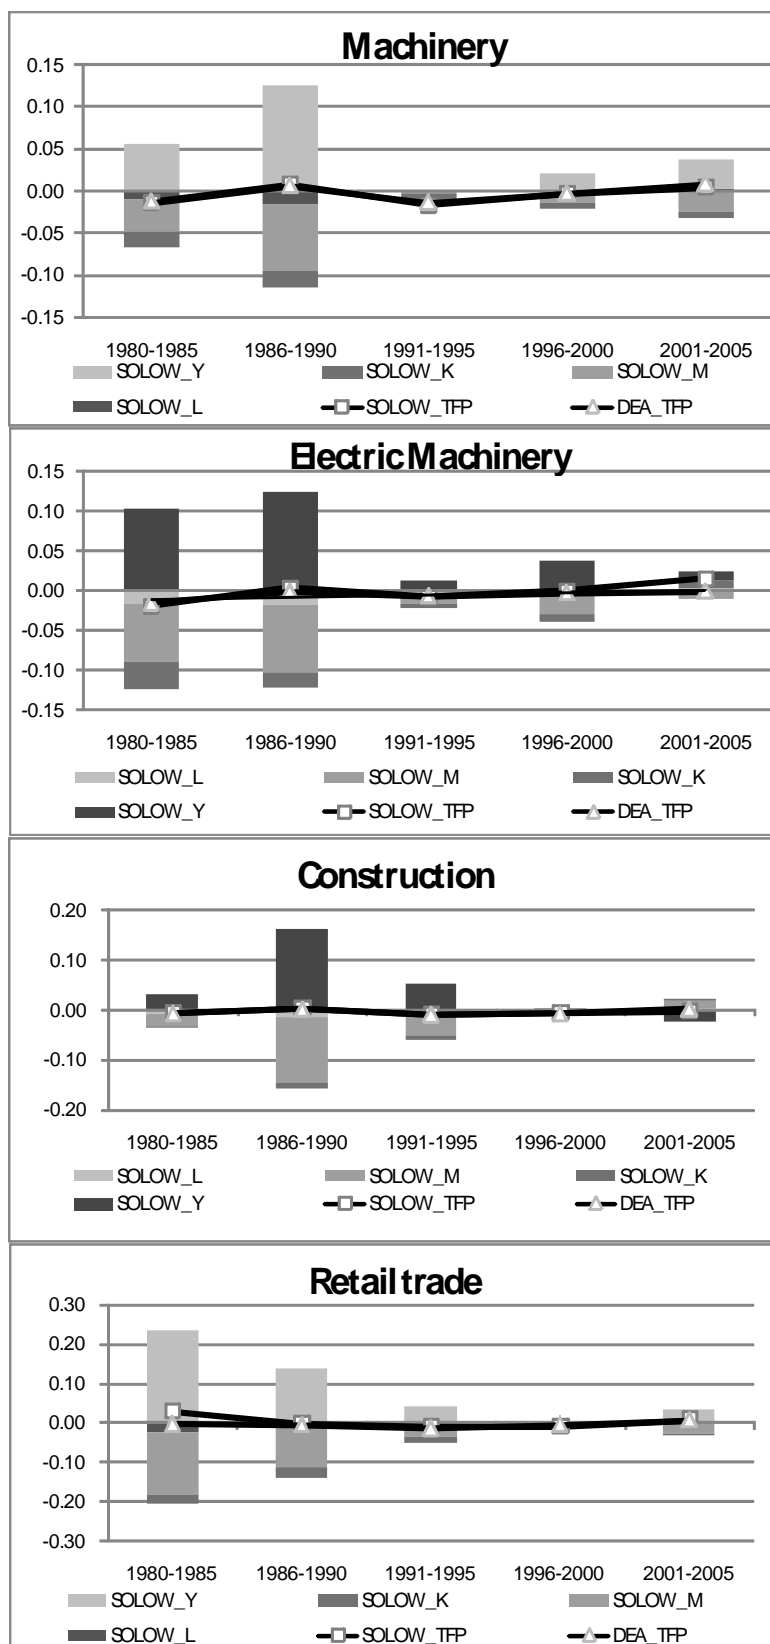 Machinery
0.15
0.10
0.05
0.00
-0.05
-0.10
-0.15
1980-1985 1986-1990 1991-1995 1996-2000 2001-2005
SOLOW_Y SOLOW_K SOLOW_M
SOLOW_L SOLOW_TFP DEA_TFP
Electric Machinery
0.15
0.10
0.05
0.00
-0.05
-0.10
-0.15
1980-1985 1986-1990 1991-1995 1996-2000 2001-2005
SOLOW_L SOLOW_M SOLOW_K
SOLOW_Y SOLOW_TFP DEA_TFP
Construction
0.20
0.10
0.00
-0.10
-0.20
1980-1985 1986-1990 1991-1995 1996-2000 2001-2005
SOLOW_L SOLOW_M SOLOW_K
SOLOW_Y SOLOW_TFP DEA_TFP
Retail trade
0.30
0.20
0.10
0.00
-0.10
-0.20
-0.30
1980-1985 1986-1990 1991-1995 1996-2000 2001-2005
SOLOW_Y SOLOW_K SOLOW_M
SOLOW_L SOLOW_TFP DEA_TFP